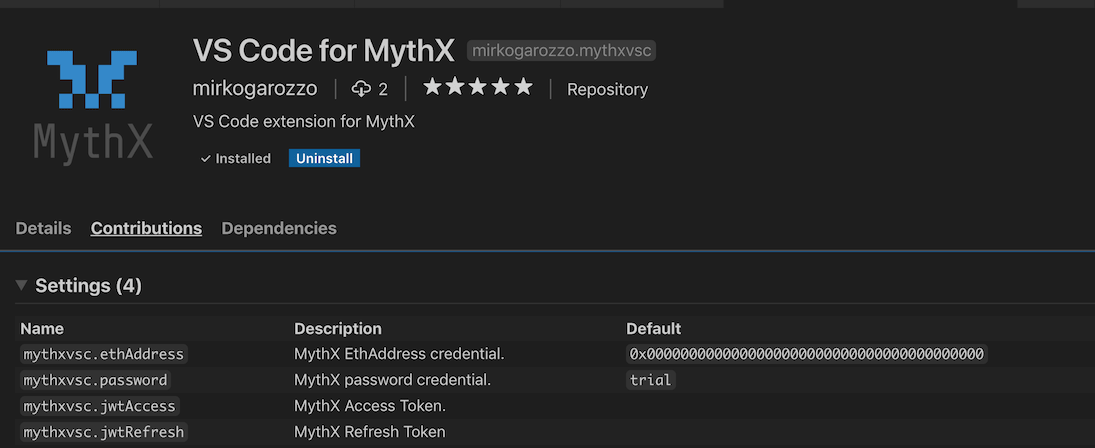 VS Code for MythX mirkogarozzo.mythxvsc
mirkogarozzo 2 Repository
MythX
VS Code extension for MythX
✓ Installed Uninstall
Details Contributions Dependencies
Settings (4)
Name Description Default
mythxvsc.ethAddress MythX EthAddress credential. 0x0000000000000000000000000000000000000000
mythxvsc.password MythX password credential. trial
mythxvsc.jwtAccess MythX Access Token.
mythxvsc.jwtRefresh MythX Refresh Token